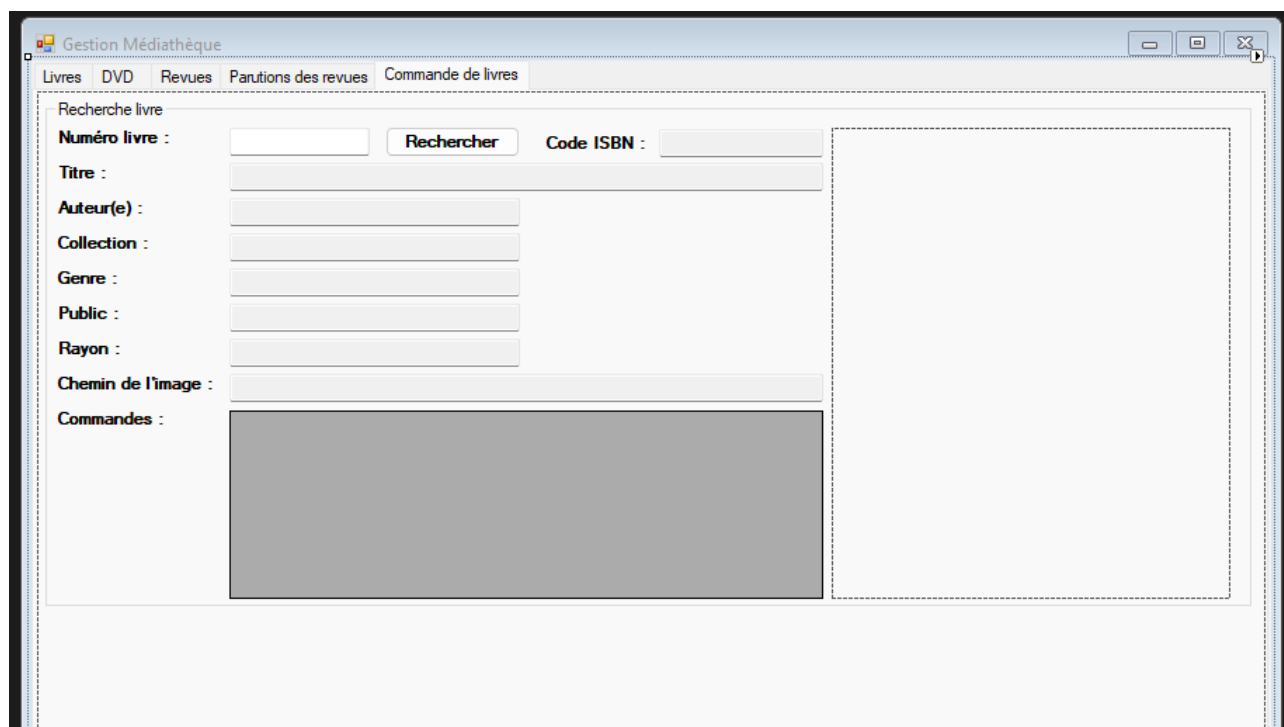 Gestion Médiathèque
Livres DVD Revues Parutions des revues Commande de livres
Recherche livre
Numéro livre : Rechercher Code ISBN :
Titre :
Auteur(e) :
Collection :
Genre :
Public :
Rayon :
Chemin de l'image :
Commandes :